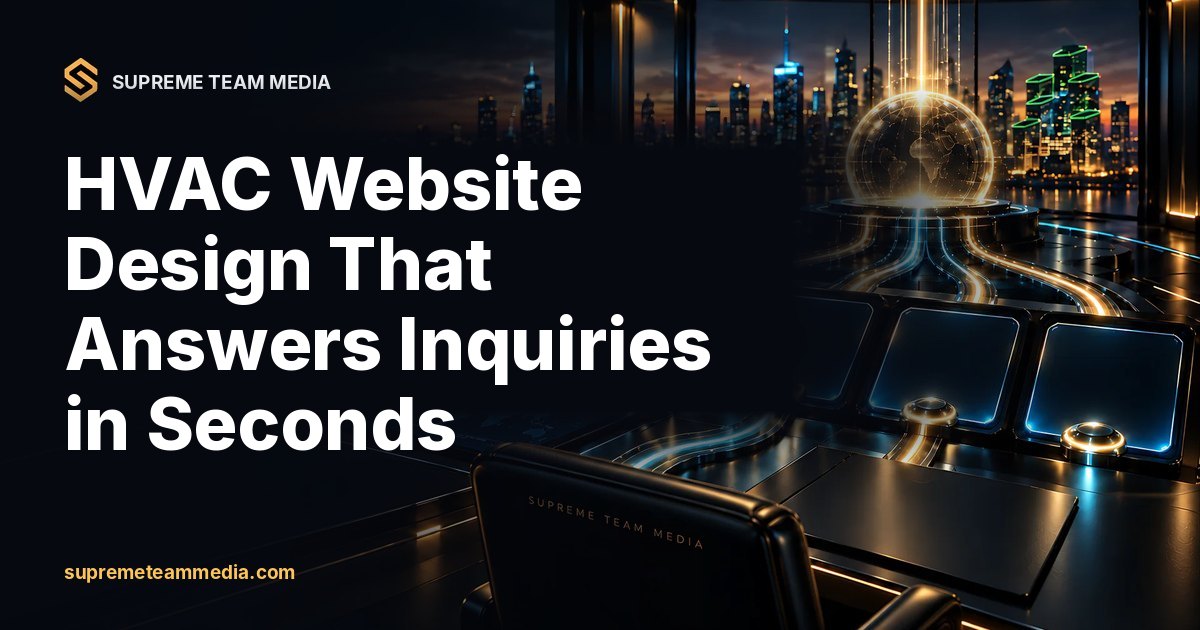 SUPREME TEAM MEDIA
HVAC Website
Design That
Answers Inquiries
in Seconds
SUPREME TEAM MEDIA
supremeteammedia.com